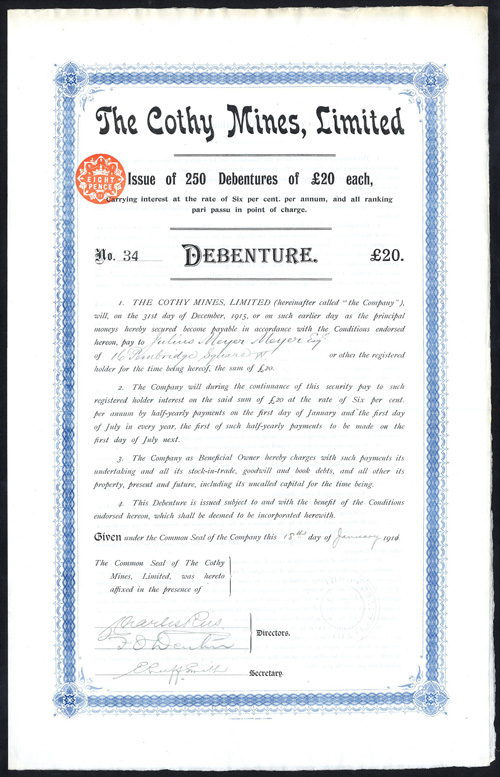 The Cothy Mines, Limited
EIGHT
PENCE
Issue of 250 Debentures of £20 each,
Carrying interest at the rate of Six per cent. per annum, and all ranking
pari passu in point of charge.
No. 34 DEBENTURE. £20.
1. THE COTHY MINES, LIMITED (hereinafter called "the Company"),
will, on the 31st day of December, 1915, or on such earlier day as the principal
moneys hereby secured become payable in accordance with the Conditions endorsed
hereon, pay to Julius Meyer Meyer Esq
of 16 Pembridge Square W or other the registered
holder for the time being hereof, the sum of £20.
2. The Company will during the continuance of this security pay to such
registered holder interest on the said sum of £20 at the rate of Six per cent.
per annum by half-yearly payments on the first day of January and the first day
of July in every year, the first of such half-yearly payments to be made on the
first day of July next.
3. The Company as Beneficial Owner hereby charges with such payments its
undertaking and all its stock-in-trade, goodwill and book debts, and all other its
property, present and future, including its uncalled capital for the time being.
4. This Debenture is issued subject to and with the benefit of the Conditions
endorsed hereon, which shall be deemed to be incorporated herewith.
Given under the Common Seal of the Company this 18th day of January 191
The Common Seal of The Cothy
Mines, Limited, was hereto
affixed in the presence of
Directors.
Secretary.